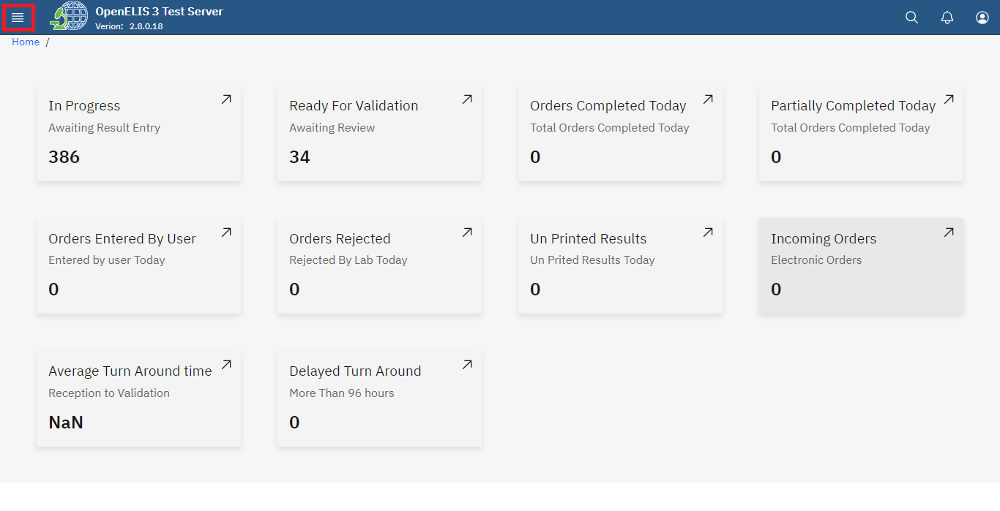 OpenELIS 3 Test Server
Verion: 2.8.0.18
Home /
In Progress
Awaiting Result Entry
386
Ready For Validation
Awaiting Review
34
Orders Completed Today
Total Orders Completed Today
0
Partially Completed Today
Total Orders Completed Today
0
Orders Entered By User
Entered by user Today
0
Orders Rejected
Rejected By Lab Today
0
Un Printed Results
Un Prited Results Today
0
Incoming Orders
Electronic Orders
0
Average Turn Around time
Reception to Validation
NaN
Delayed Turn Around
More Than 96 hours
0